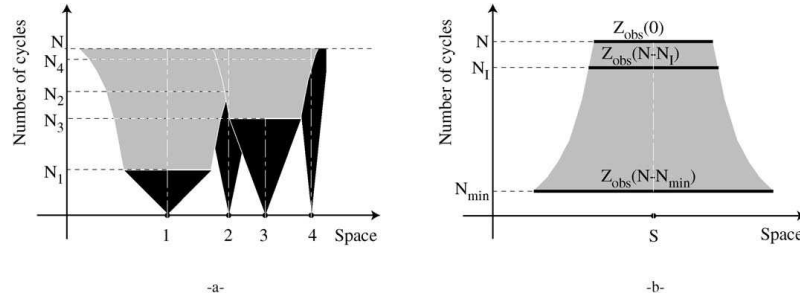 Number of cycles
N
N4
N2
N3
N1
1 2 3 4 Space
-a-
Number of cycles
N
NI
Nmin
Zobs(0)
Zobs(N-NI)
Zobs(N-Nmin)
S Space
-b-